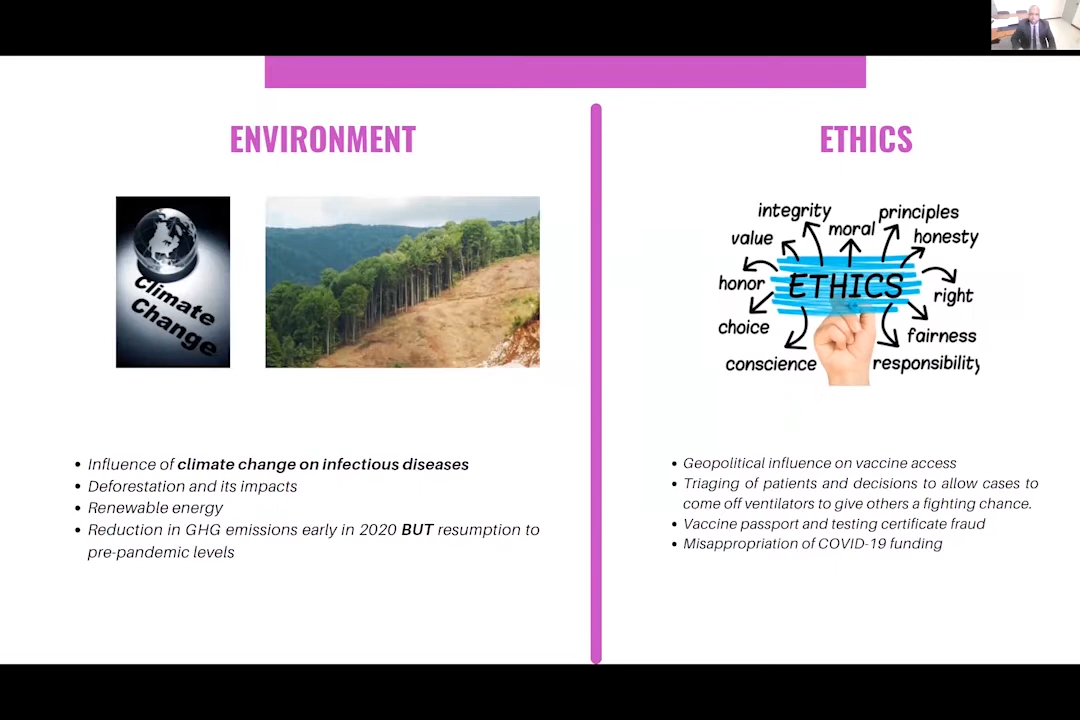 ENVIRONMENT
Climate
Change
• Influence of climate change on infectious diseases
• Deforestation and its impacts
• Renewable energy
• Reduction in GHG emissions early in 2020 BUT resumption to
pre-pandemic levels
ETHICS
integrity
principles
value
moral
honesty
honor
ETHICS
right
choice
fairness
conscience
responsibility
• Geopolitical influence on vaccine access
• Triaging of patients and decisions to allow cases to
come off ventilators to give others a fighting chance.
• Vaccine passport and testing certificate fraud
• Misappropriation of COVID-19 funding